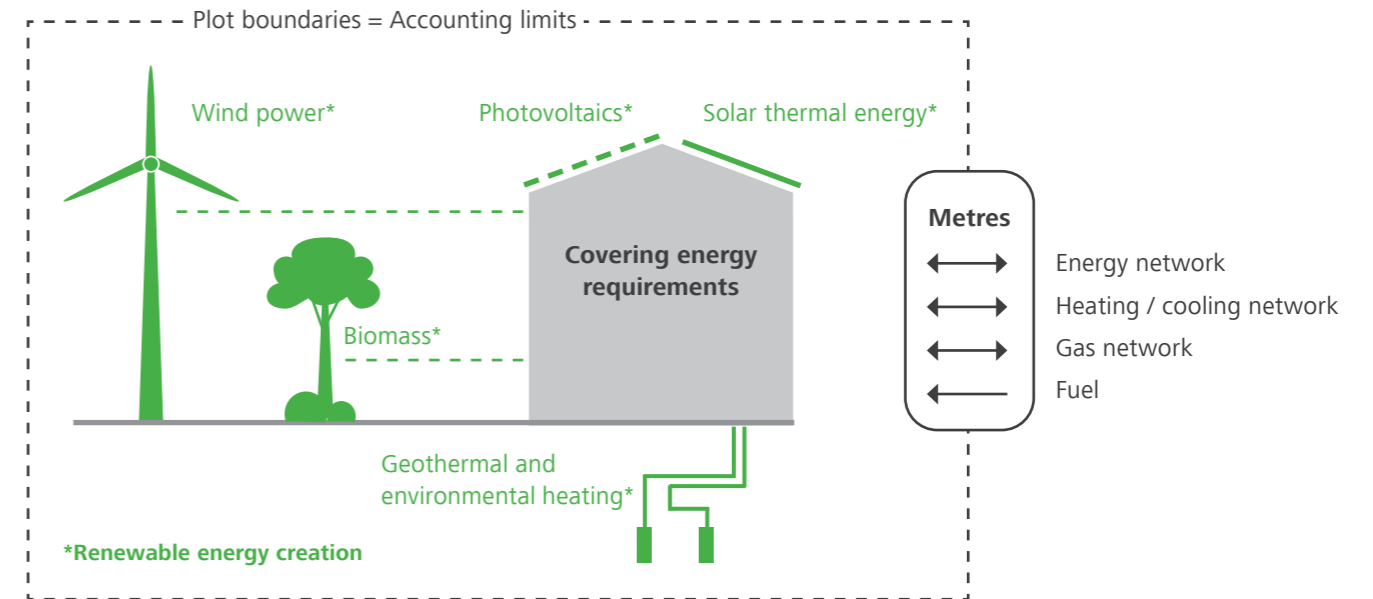 Plot boundaries = Accounting limits
Wind power*
Photovoltaics*
Solar thermal energy*
Covering energy
requirements
Biomass*
Geothermal and
environmental heating*
*Renewable energy creation
Metres
Energy network
Heating / cooling network
Gas network
Fuel